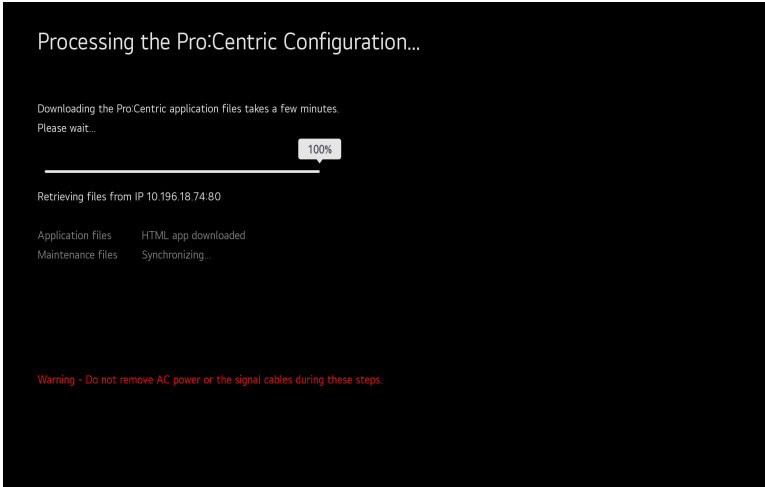 Processing the Pro:Centric Configuration...
Downloading the Pro:Centric application files takes a few minutes.
Please wait...
100%
Retrieving files from IP 10.196.18.74:80
Application files HTML app downloaded
Maintenance files Synchronizing...
Warning - Do not remove AC power or the signal cables during these steps.